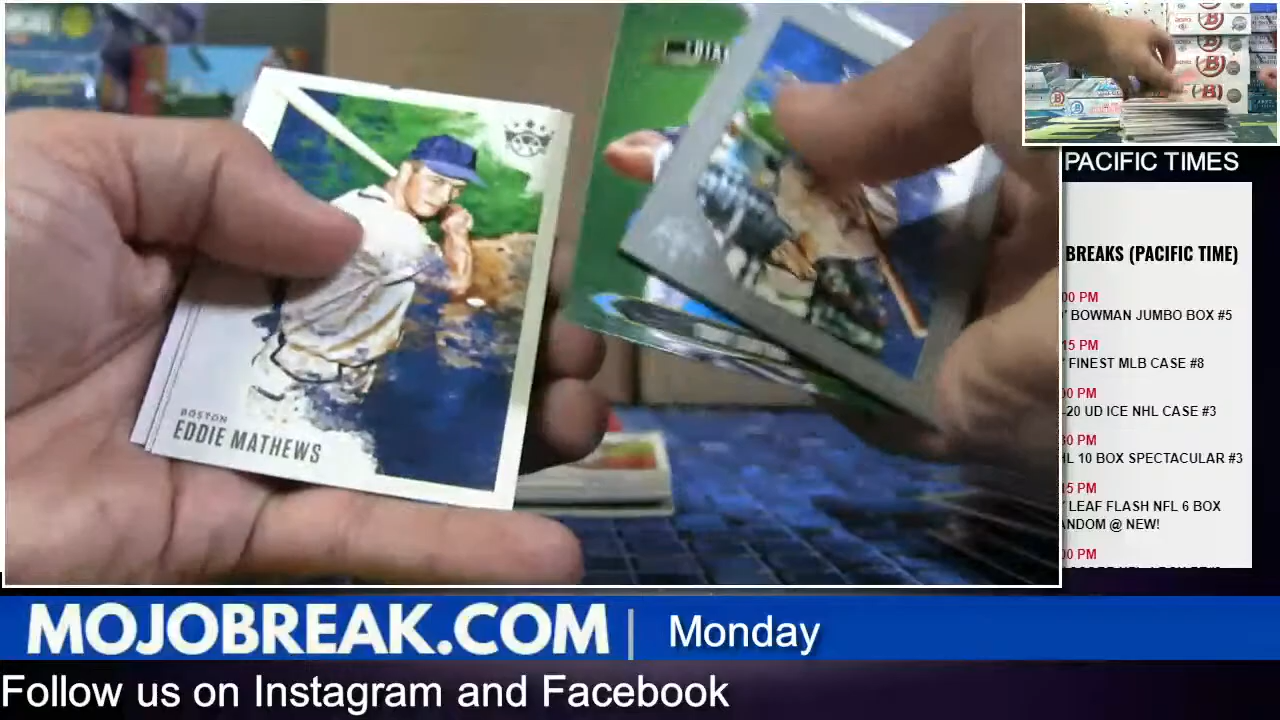 BOSTON
EDDIE MATHEWS
PACIFIC TIMES
BREAKS (PACIFIC TIME)
00 PM
BOWMAN JUMBO BOX #5
15 PM
FINEST MLB CASE #8
00 PM
-20 UD ICE NHL CASE #3
30 PM
HL 10 BOX SPECTACULAR #3
15 PM
LEAF FLASH NFL 6 BOX
ANDOM @ NEW!
00 PM
MOJOBREAK.COM | Monday
Follow us on Instagram and Facebook